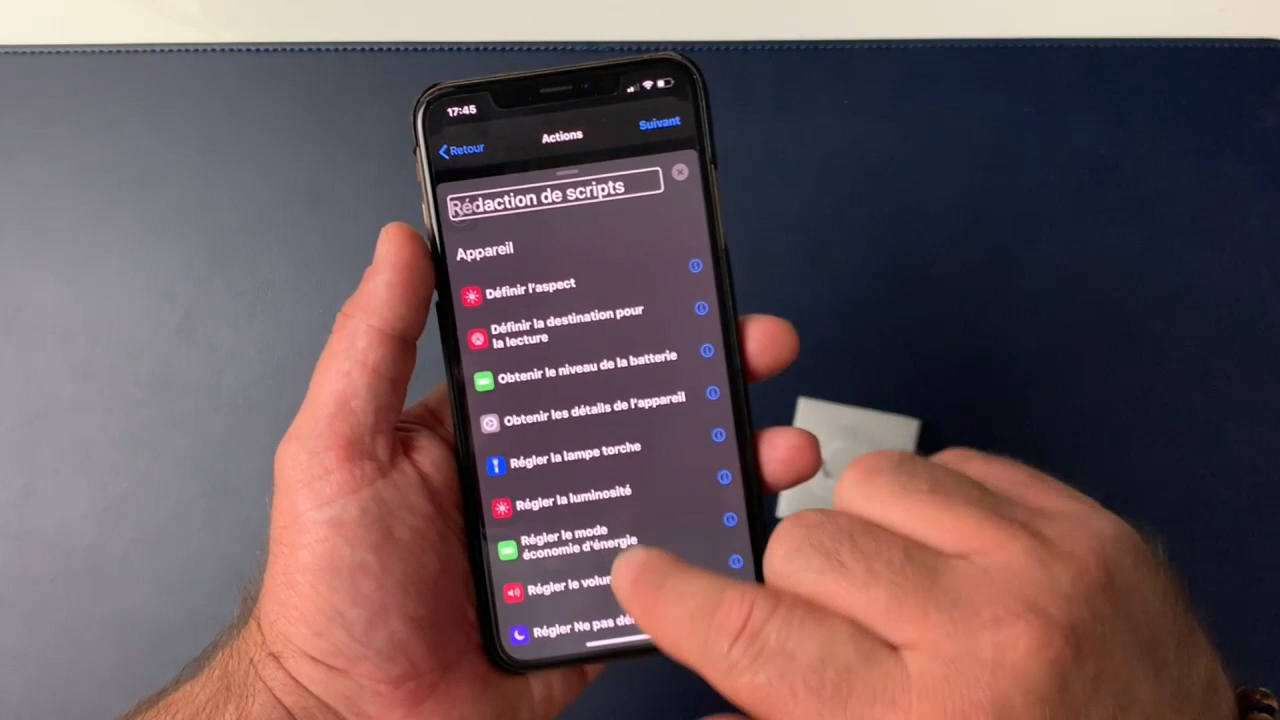 17:45
Retour
Actions
Suivant
Rédaction de scripts
Appareil
Définir l'aspect
Définir la destination pour
la lecture
Obtenir le niveau de la batterie
Obtenir les détails de l'appareil
Régler la lampe torche
Régler la luminosité
Régler le mode
économie d'énergie
Régler le
Régler Ne pas